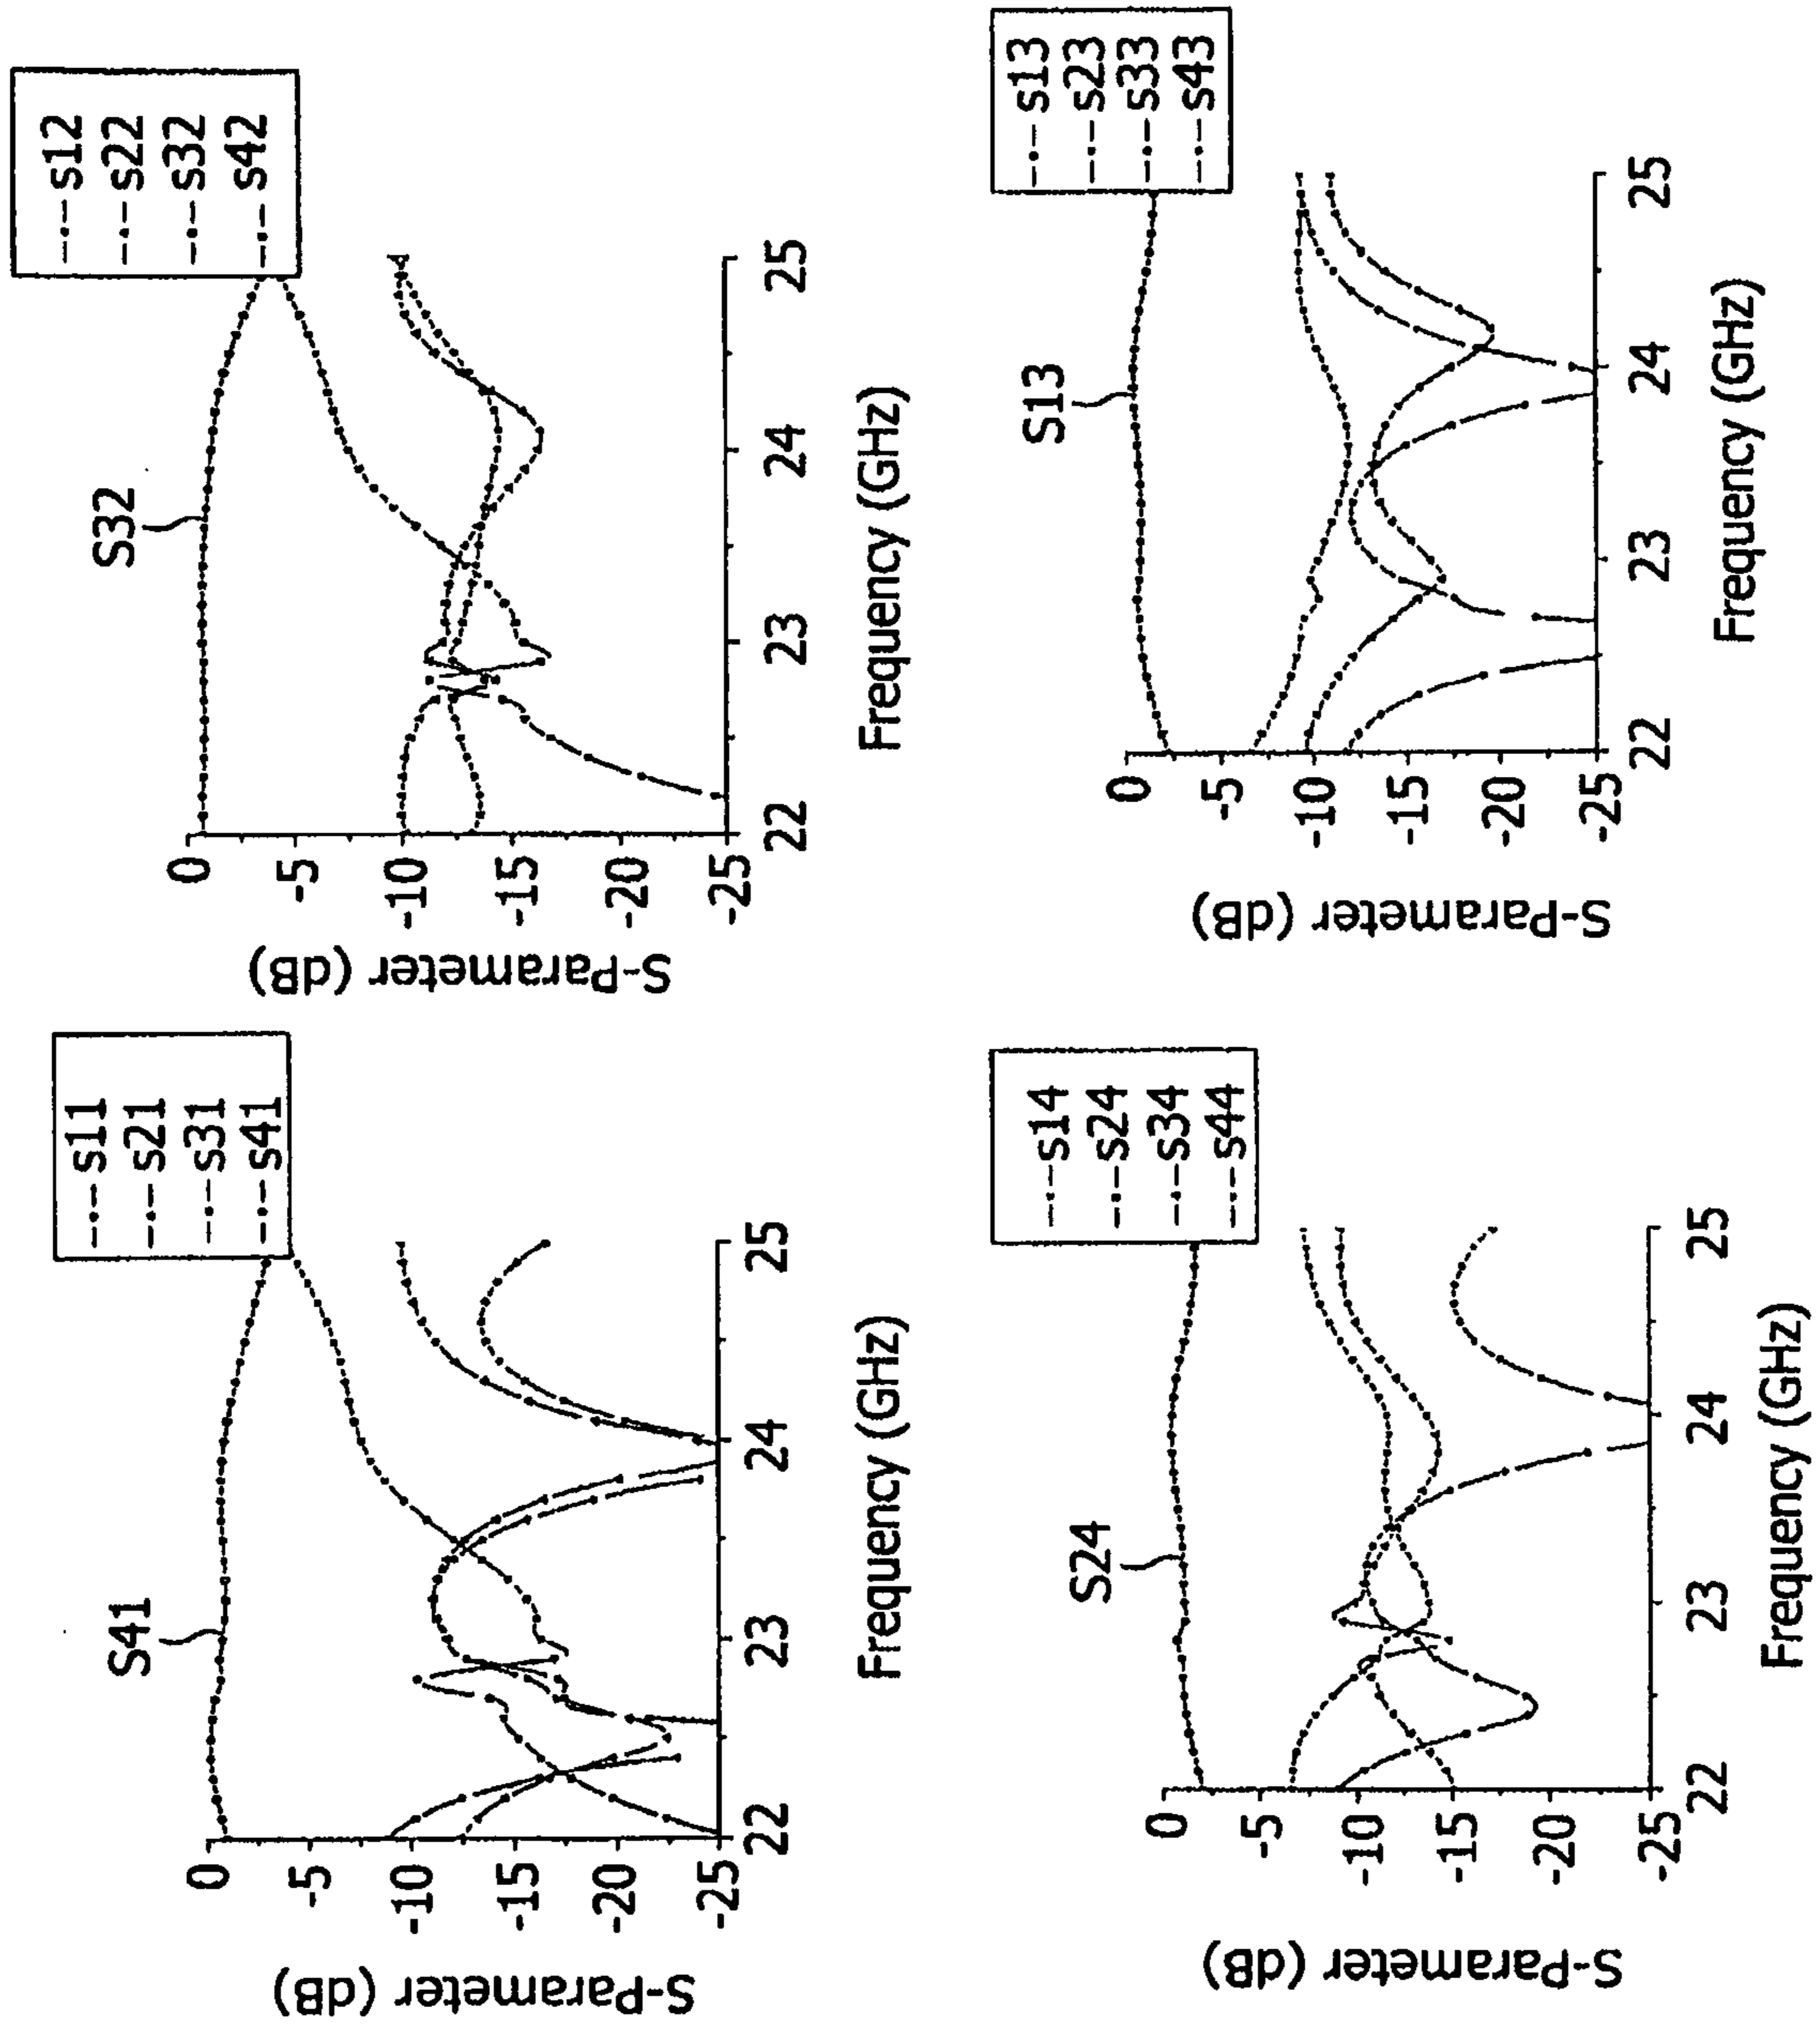 S41
s11
s21
s31
s41
0
-5
-10
-15
-20
-25
22
23
24
25
S-Parameter (dB)
Frequency (GHz)
S32
s12
s22
s32
s42
0
-5
-10
-15
-20
-25
22
23
24
25
S-Parameter (dB)
Frequency (GHz)
S24
s14
s24
s34
s44
0
-5
-10
-15
-20
-25
22
23
24
25
S-Parameter (dB)
Frequency (GHz)
S13
s13
s23
s33
s43
0
-5
-10
-15
-20
-25
22
23
24
25
S-Parameter (dB)
Frequency (GHz)